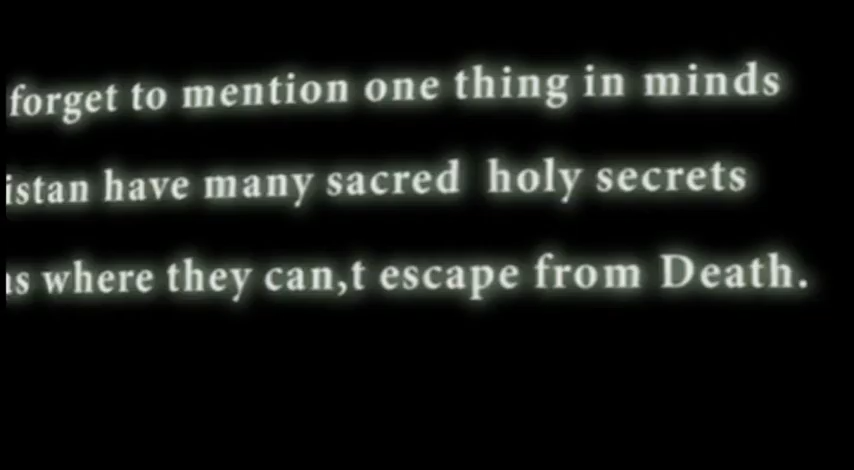 forget to mention one thing in minds
istan have many sacred holy secrets
s where they can,t escape from Death.